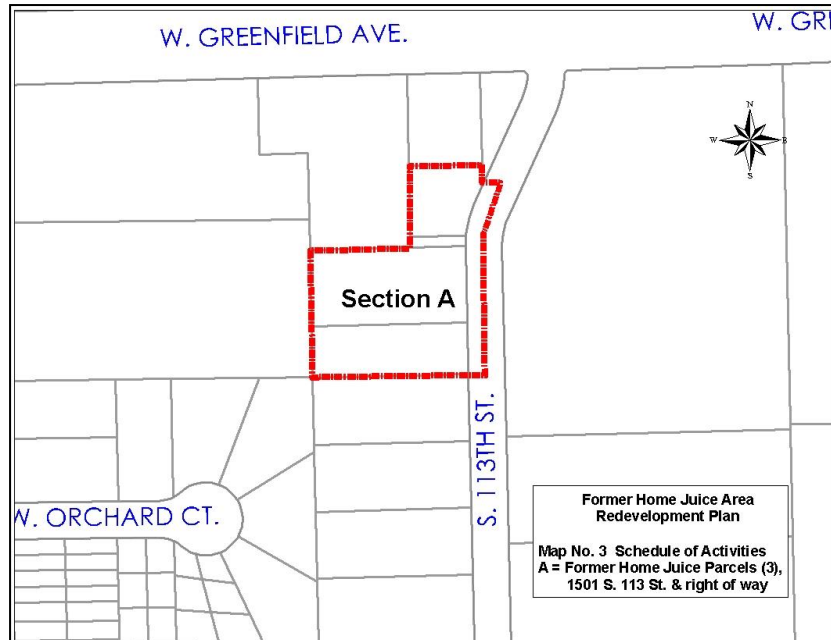 W. GREENFIELD AVE.
W. GRE
N
W
E
S
Section A
S. 113TH ST.
W. ORCHARD CT.
Former Home Juice Area
Redevelopment Plan
Map No. 3 Schedule of Activities
A = Former Home Juice Parcels (3),
1501 S. 113 St. & right of way